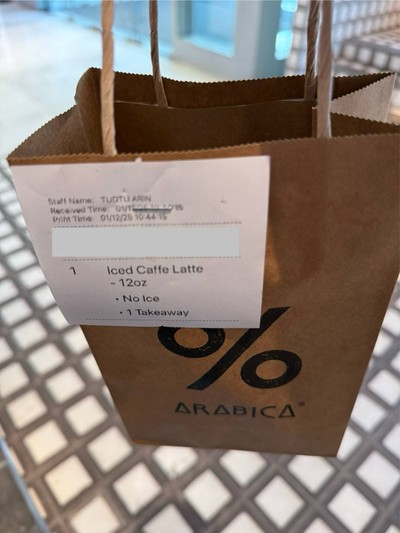 Staff Name: TUDTU ARIN
Received Time:
Print Time: 01/12/25 10:44:15
1 Iced Caffe Latte
- 12oz
• No Ice
• 1 Takeaway
%
ARABICA